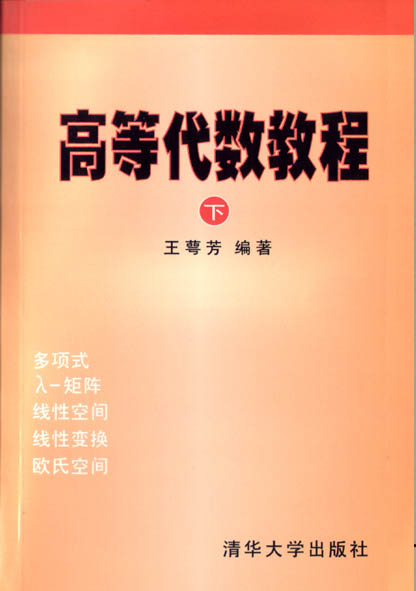 高等代数教程
下
王萼芳 编著
多项式
λ-矩阵
线性空间
线性变换
欧氏空间
清华大学出版社